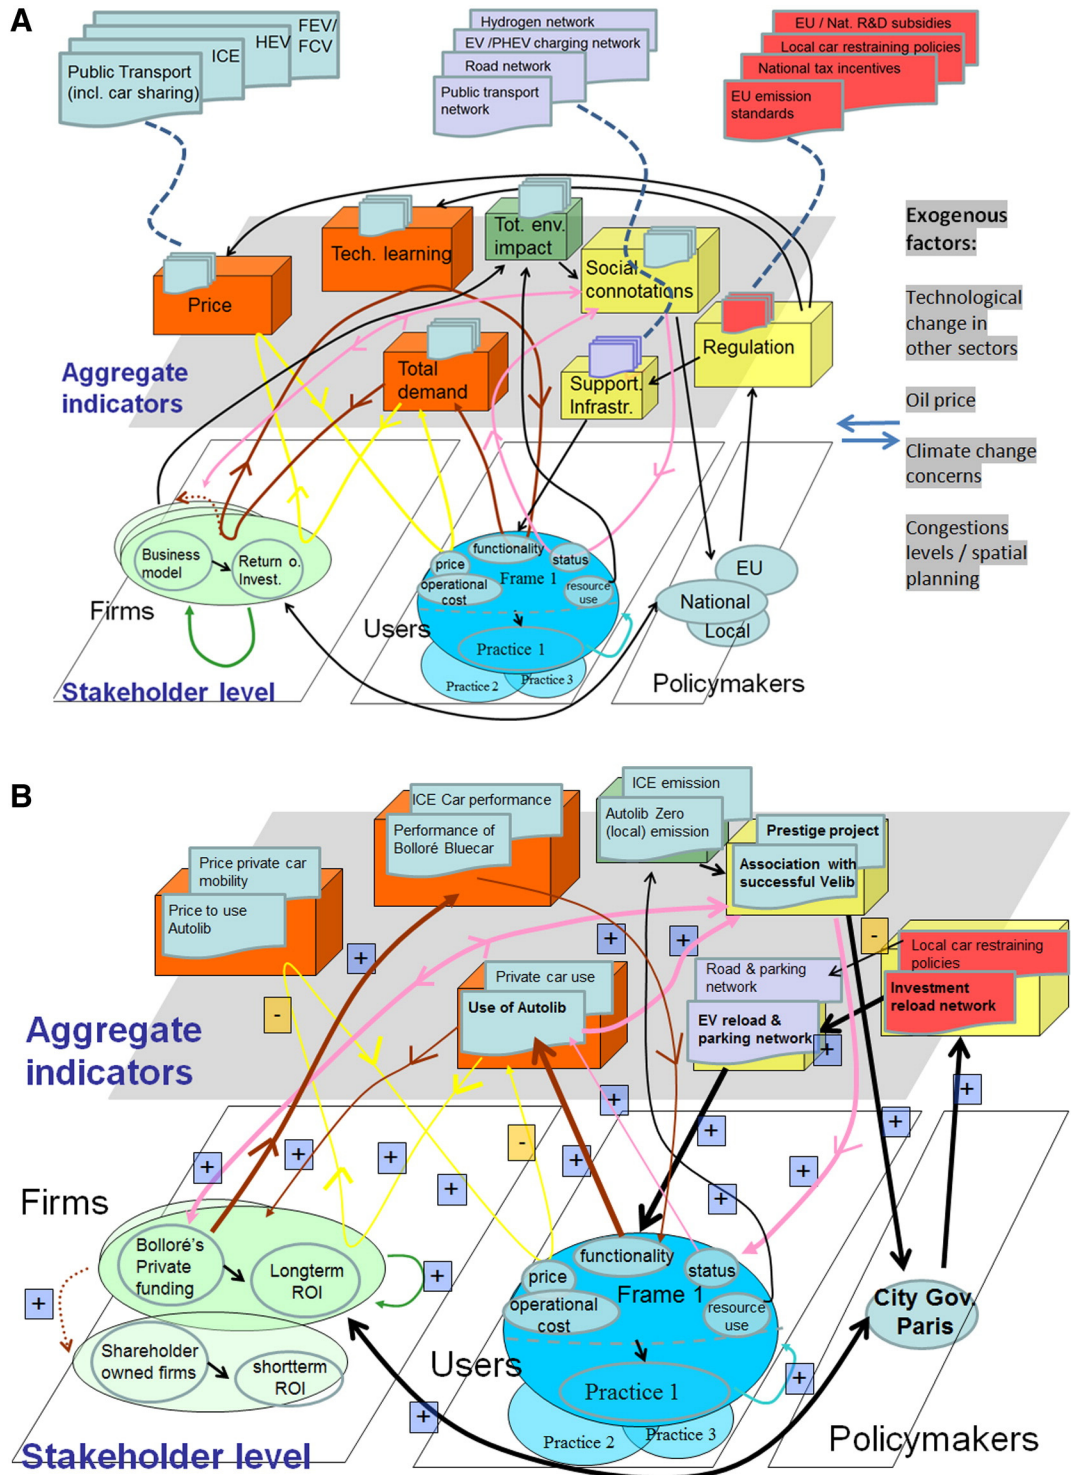 A
FEV/
FCV
HEV
ICE
Public Transport
(incl. car sharing)
Hydrogen network
EV /PHEV charging network
Road network
Public transport
network
EU / Nat. R&D subsidies
Local car restraining policies
National tax incentives
EU emission
standards
Exogenous
factors:
Technological
change in
other sectors
Oil price
Climate change
concerns
Congestions
levels / spatial
planning
Tech. learning
Tot. env.
impact
Social
connotations
Price
Regulation
Total
demand
Support.
Infrastr.
Aggregate
indicators
Business
model
Return o.
Invest.
Firms
functionality
price
status
Frame 1
operational
cost
resource
use
Users
Practice 1
Practice 2
Practice 3
EU
National
Local
Policymakers
Stakeholder level
B
ICE Car performance
Performance of
Bolloré Bluecar
ICE emission
Autolib Zero
(local) emission
Prestige project
Association with
successful Velib
Price private car
mobility
Price to use
Autolib
Local car restraining
policies
Investment
reload network
Road & parking
network
EV reload &
parking network
Private car use
Use of Autolib
+
+
+
-
-
+
Aggregate
indicators
+
+
+
+
+
+
-
+
+
+
+
+
Firms
Bolloré's
Private
funding
Longterm
ROI
+
+
Shareholder
owned firms
shortterm
ROI
functionality
price
status
Frame 1
operational
cost
resource
use
Users
Practice 1
+
Practice 2
Practice 3
City Gov.
Paris
+
Policymakers
Stakeholder level